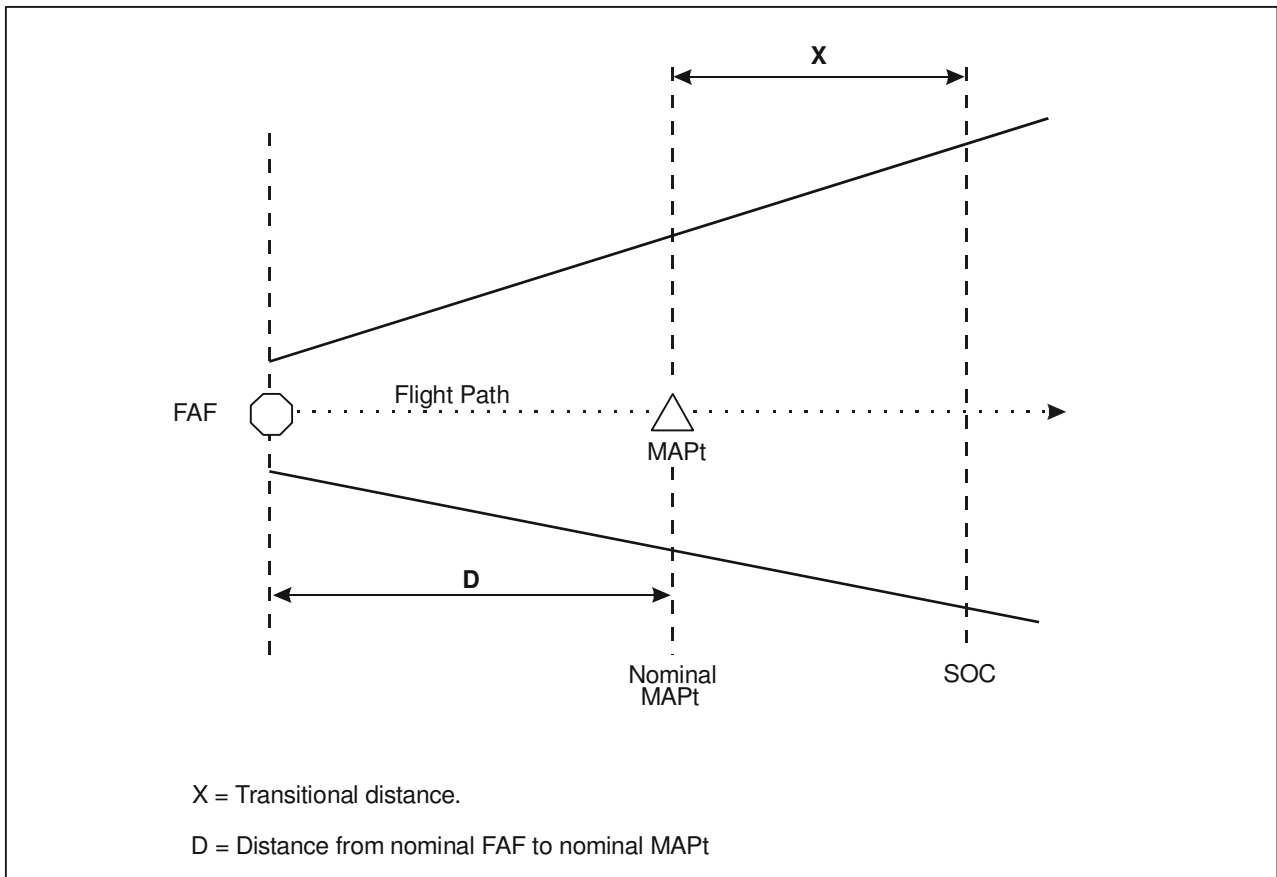 X
FAF
Flight Path
MAPt
D
Nominal
MAPt
SOC
X = Transitional distance.
D = Distance from nominal FAF to nominal MAPt